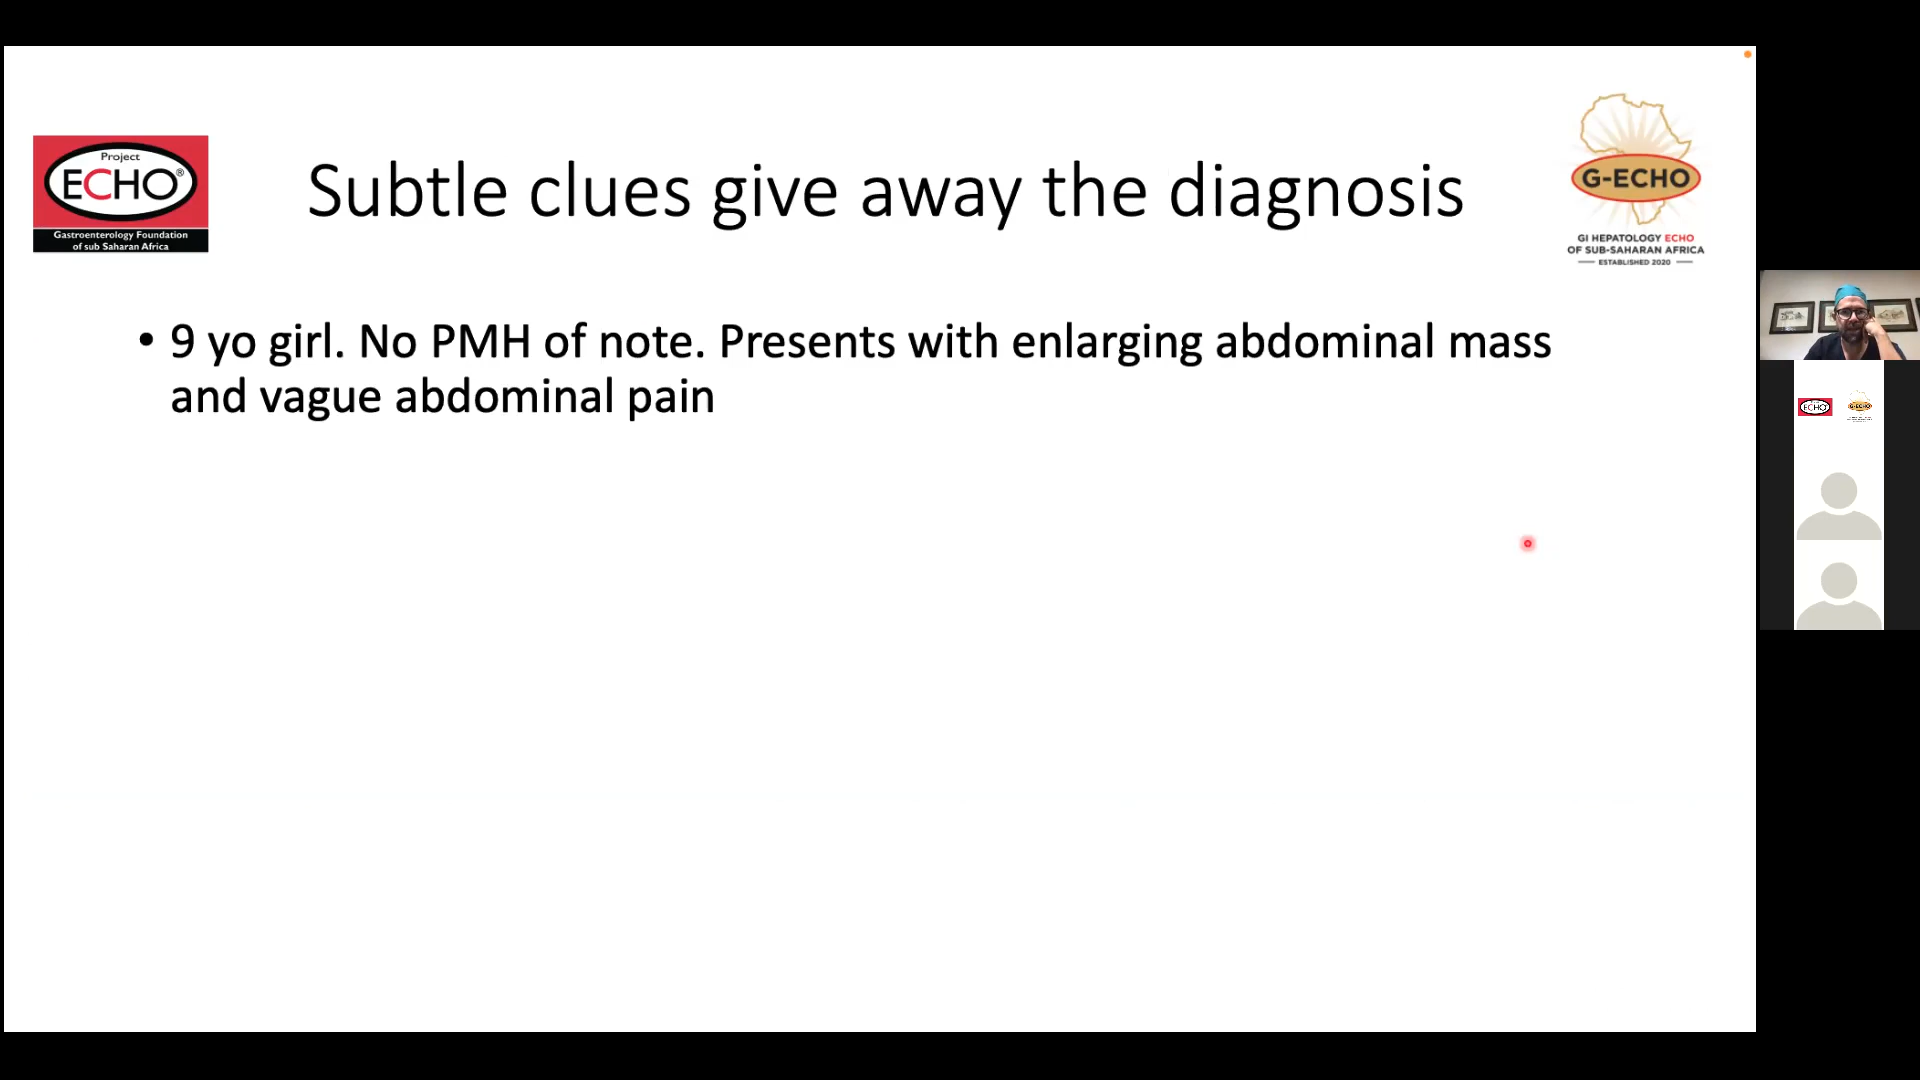 Project
ECHO®
Gastroenterology Foundation
of sub Saharan Africa
Subtle clues give away the diagnosis
G-ECHO
GI HEPATOLOGY ECHO
OF SUB-SAHARAN AFRICA
ESTABLISHED 2020
• 9 yo girl. No PMH of note. Presents with enlarging abdominal mass
and vague abdominal pain
ECHO
G-ECHO